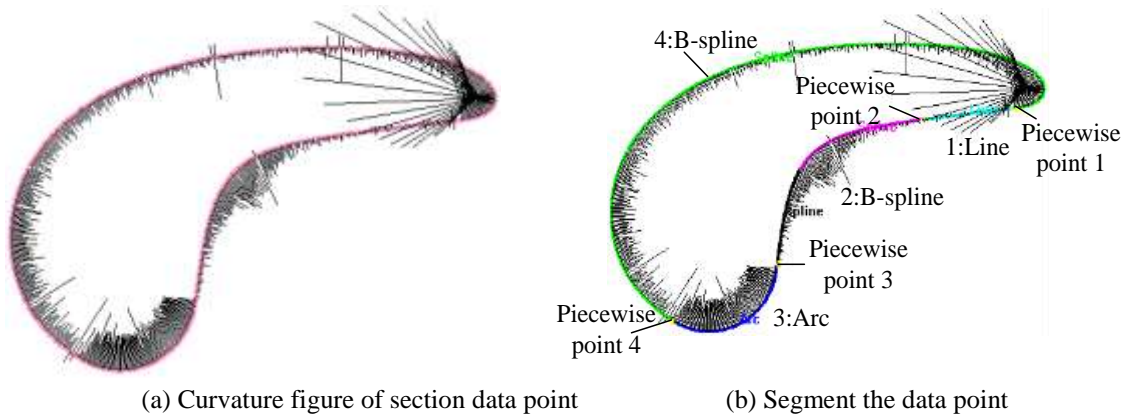 4:B-spline
Piecewise
point 2
1:Line
Piecewise
point 1
2:B-spline
pline
Piecewise
point 3
3:Arc
Piecewise
point 4
(a) Curvature figure of section data point
(b) Segment the data point